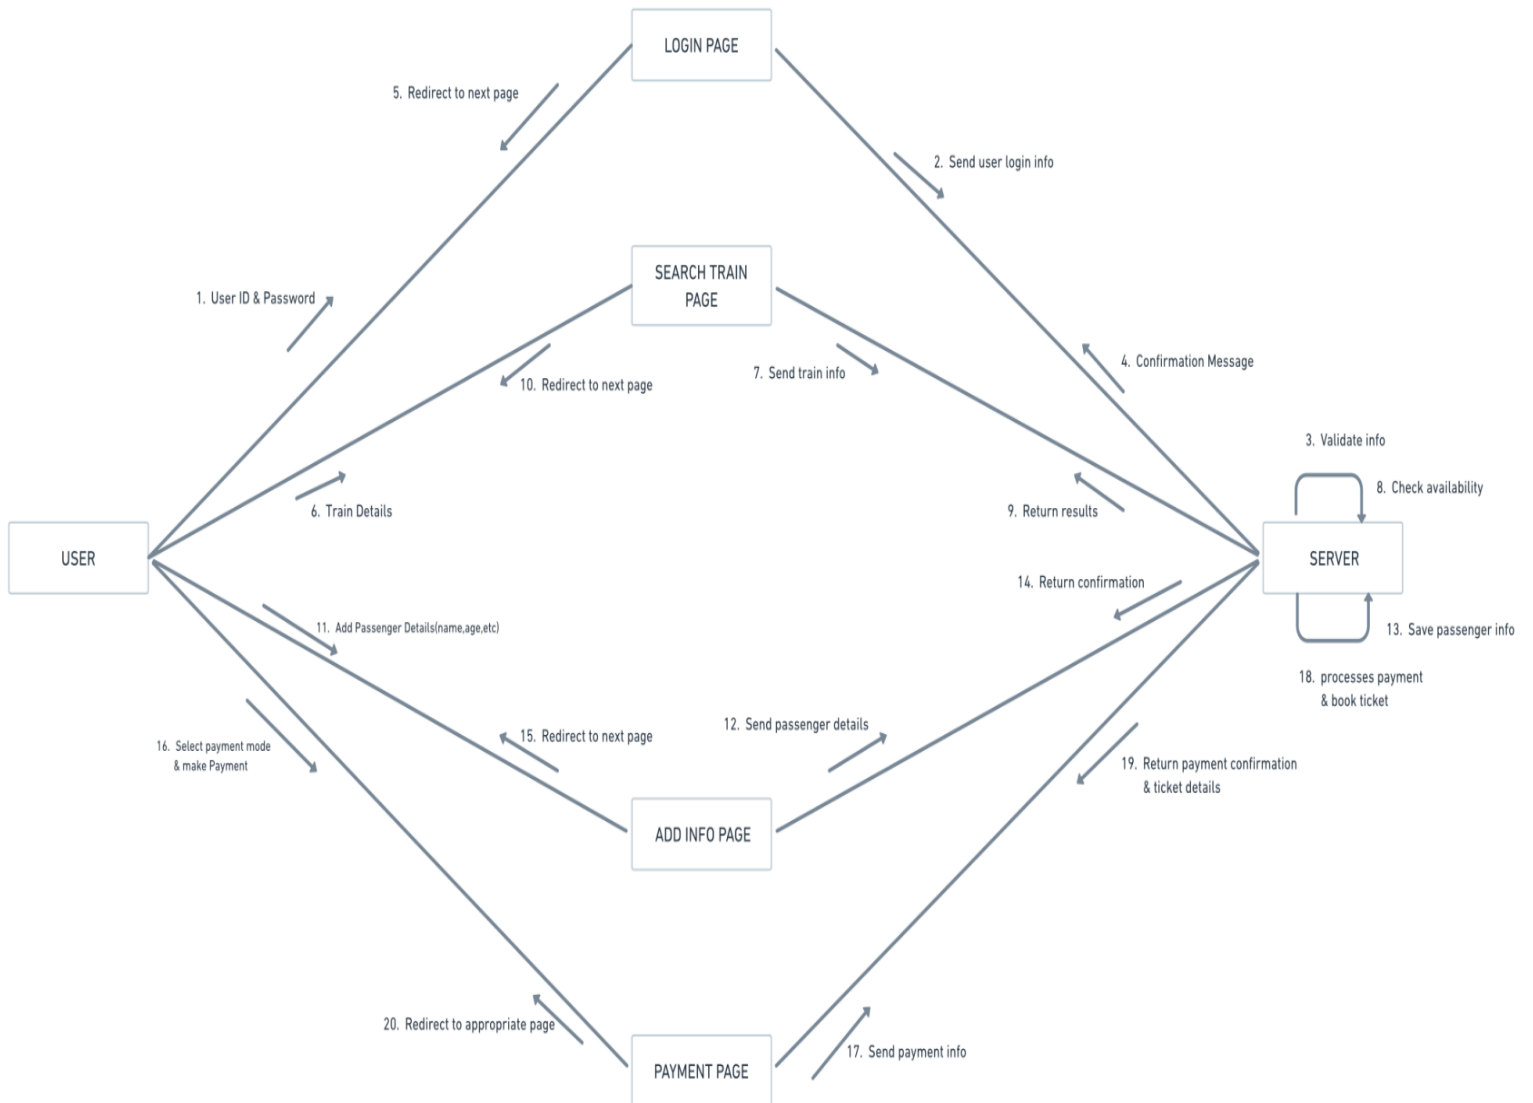 LOGIN PAGE
5. Redirect to next page
2. Send user login info
SEARCH TRAIN
PAGE
1. User ID & Password
4. Confirmation Message
7. Send train info
10. Redirect to next page
3. Validate info
8. Check availability
6. Train Details
9. Return results
USER
SERVER
14. Return confirmation
11. Add Passenger Details(name,age,etc)
13. Save passenger info
18. processes payment
& book ticket
12. Send passenger details
15. Redirect to next page
16. Select payment mode
& make Payment
19. Return payment confirmation
& ticket details
ADD INFO PAGE
20. Redirect to appropriate page
17. Send payment info
PAYMENT PAGE